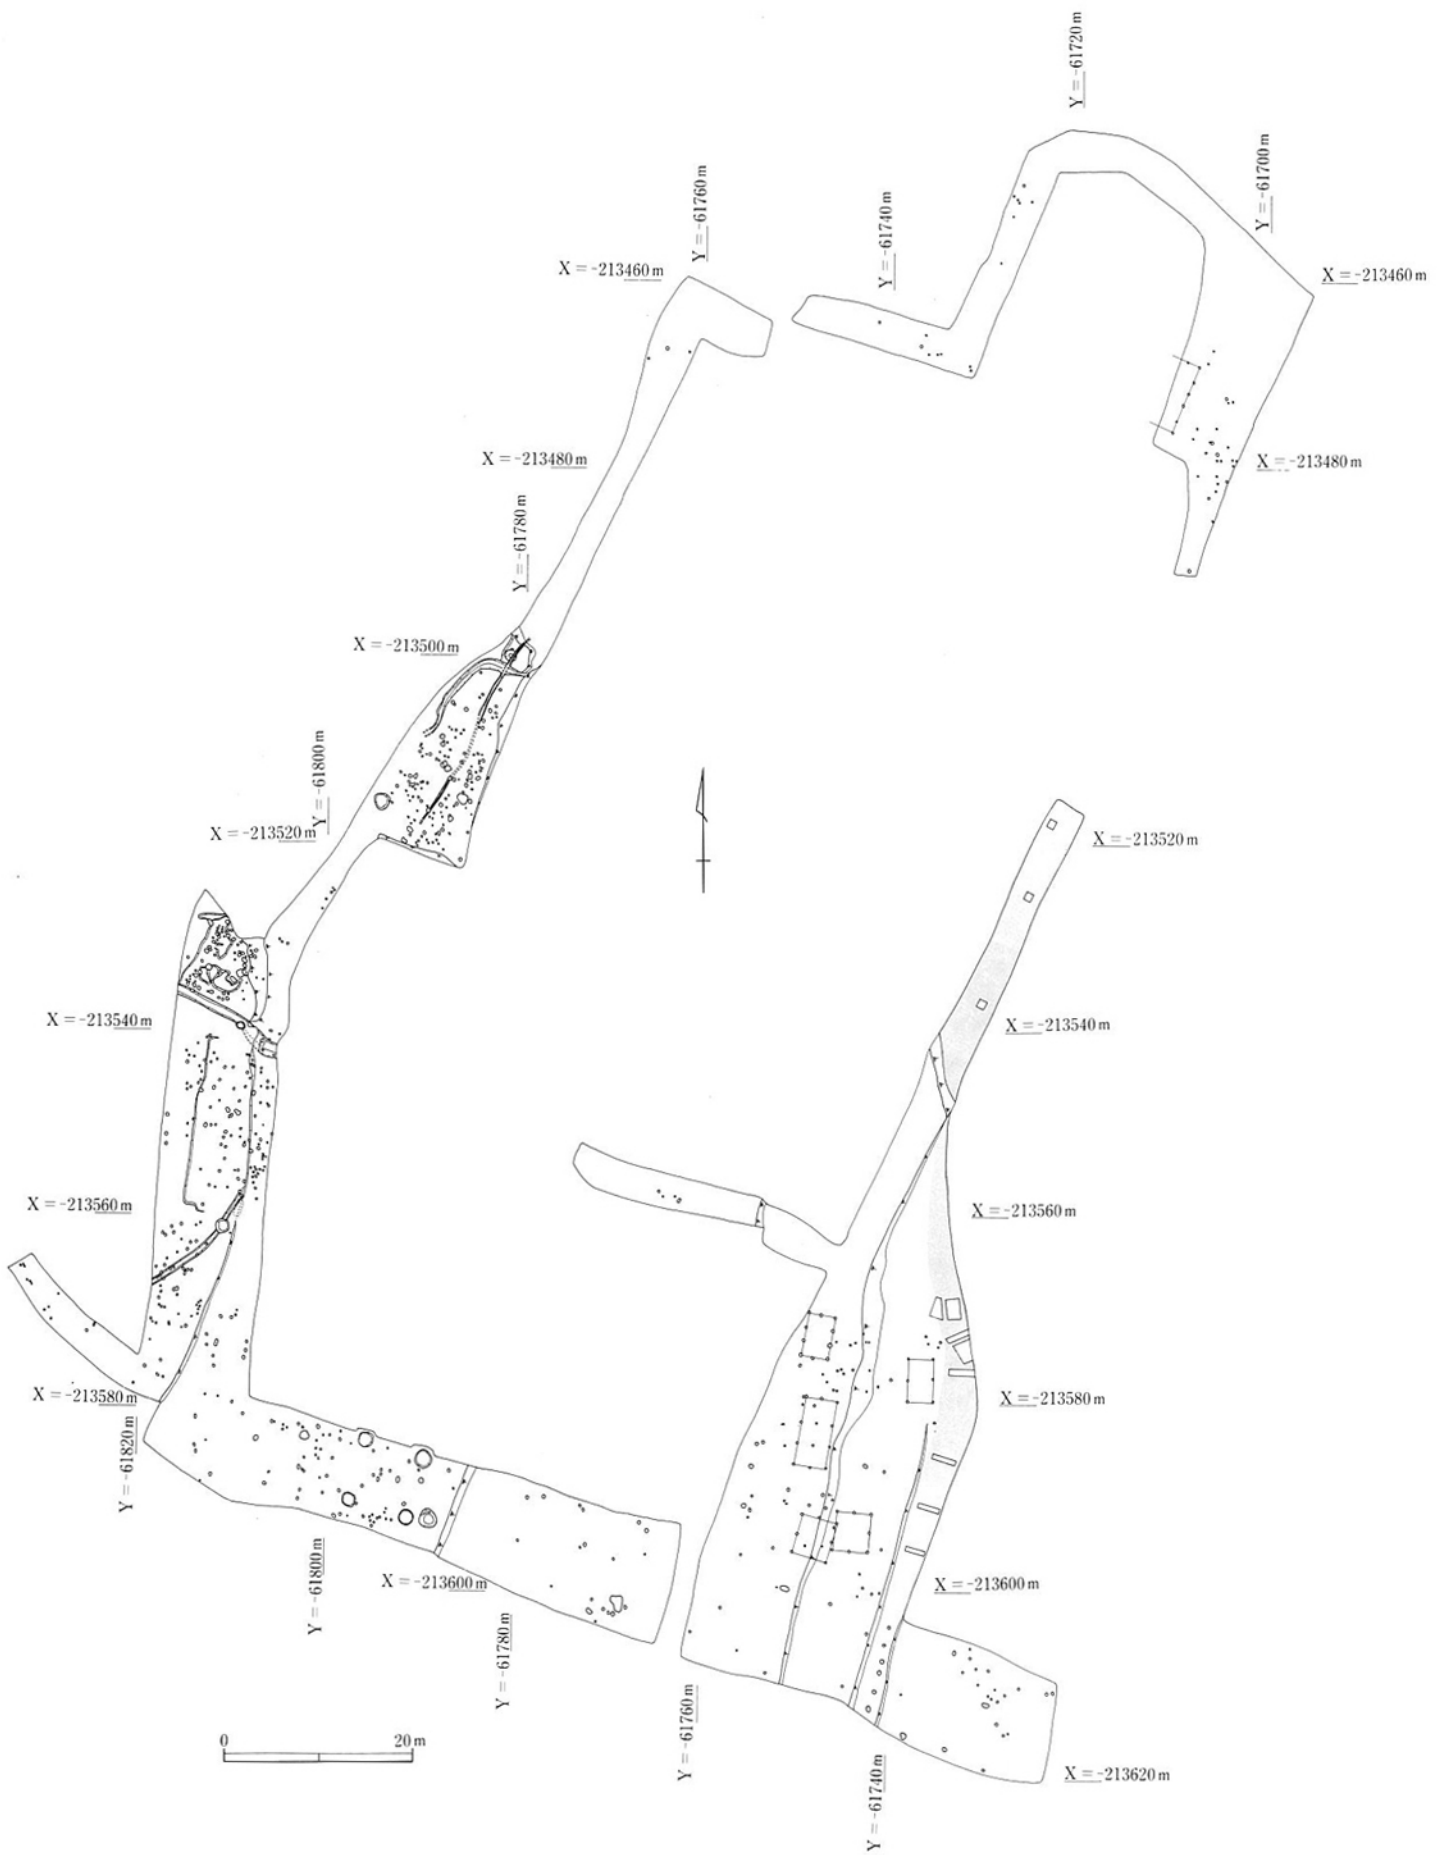 Y = -61720 m
Y = -61700 m
Y = -61760 m
Y = -61740 m
X = -213460 m
X = -213460 m
X = -213480 m
X = -213480 m
Y = -61780 m
X = -213500 m
Y = -61800 m
X = -213520 m
X = -213520 m
X = -213540 m
X = -213540 m
X = -213560 m
X = -213560 m
X = -213580 m
X = -213580 m
Y = -61820 m
Y = -61800 m
X = -213600 m
X = -213600 m
Y = -61780 m
Y = -61760 m
0 20 m
Y = -61740 m
X = -213620 m